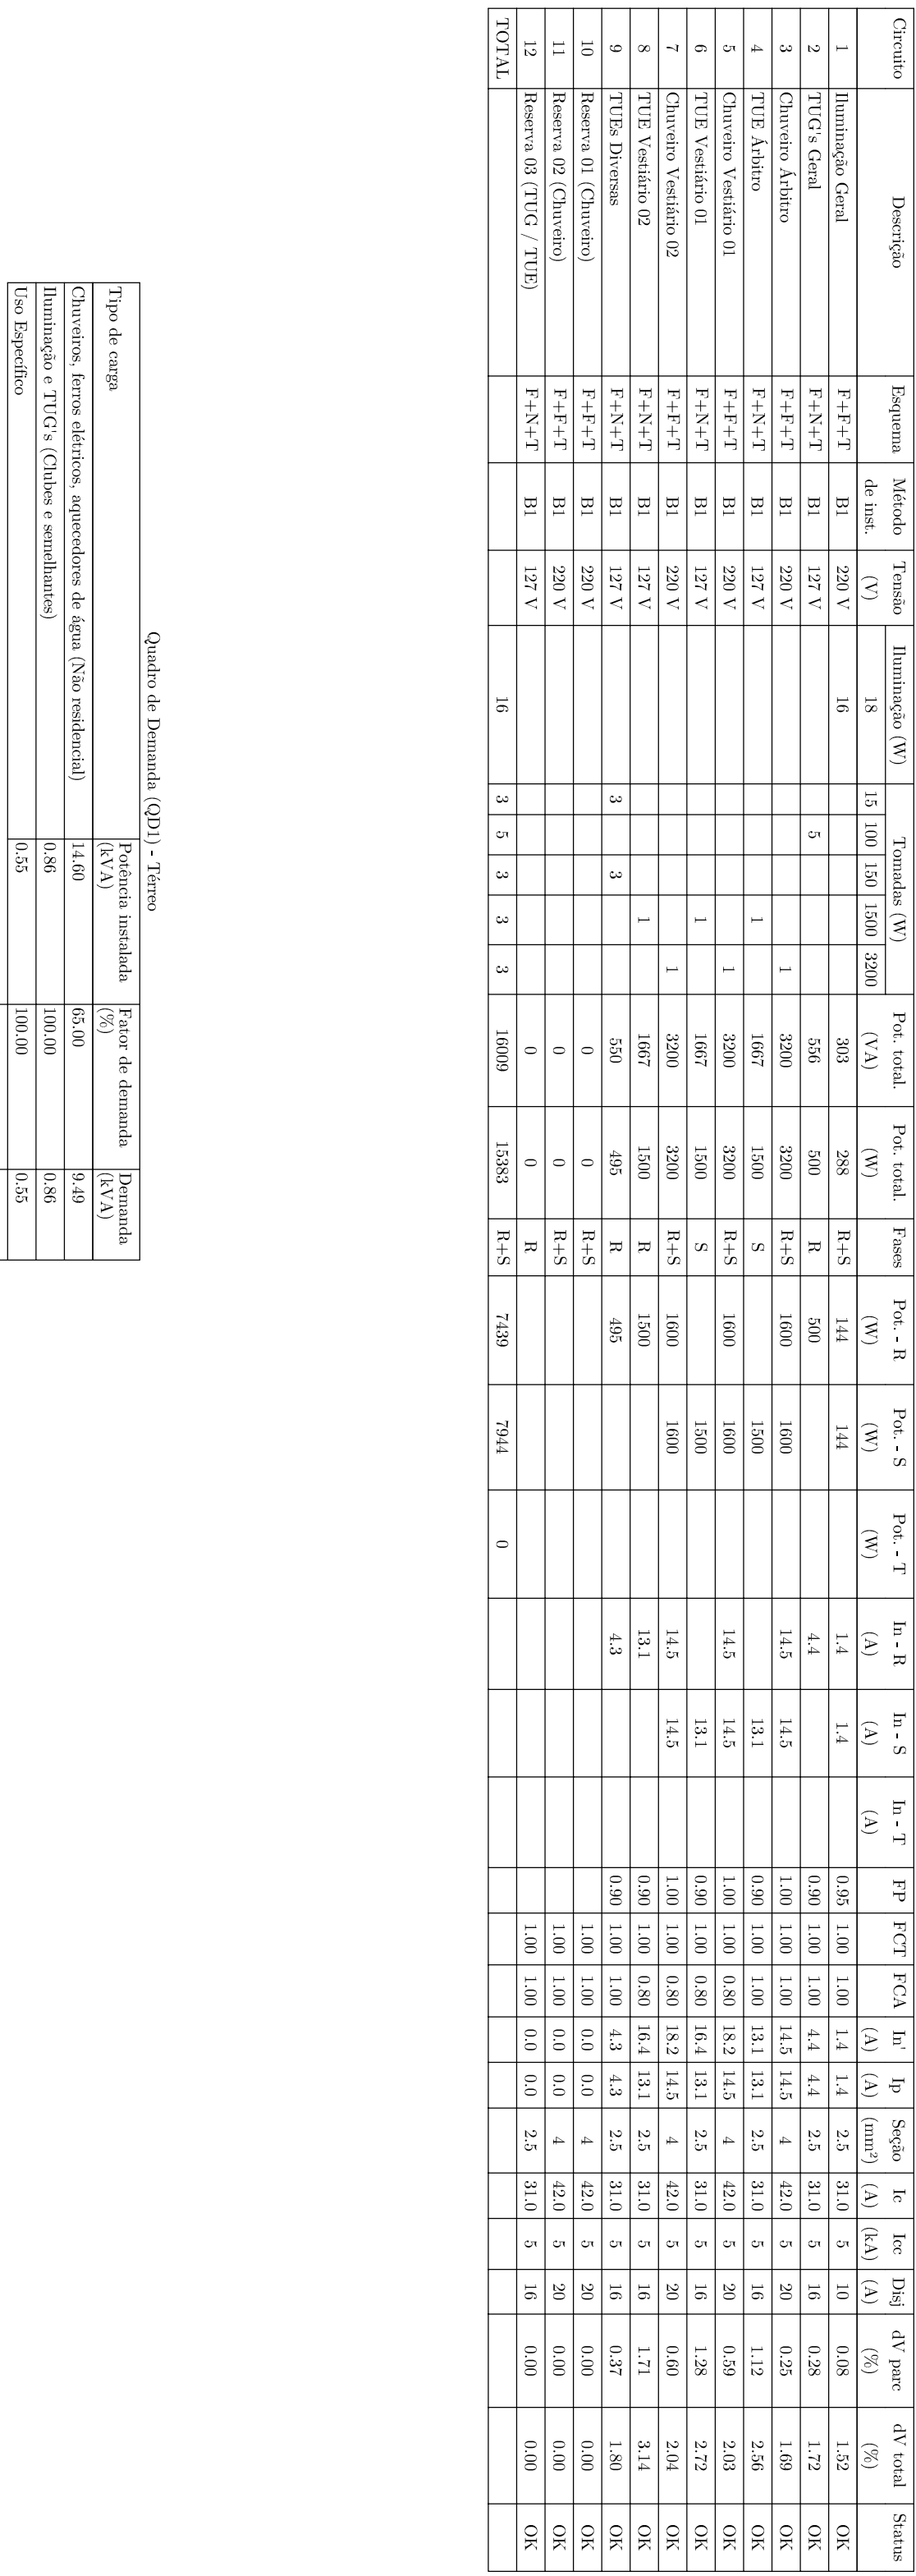 Circuito Descrição Esquema Método de inst. Tensão (V) Iluminação (W) Tomadas (W) Pot. total. (VA) Pot. total. (W) Fases Pot. - R (W) Pot. - S (W) Pot. - T (W) In - R (A) In - S (A) In - T (A) FP FCT FCA In' (A) Ip (A) Seção (mm²) Ic (A) Icc (kA) Disj (A) dV parc (%) dV total (%) Status
18 15 100 150 1500 3200
1 Iluminação Geral F+F+T B1 220 V 16 303 288 R+S 144 144 1.4 1.4 0.95 1.00 1.00 1.4 1.4 2.5 31.0 5 10 0.08 1.52 OK
2 TUG's Geral F+N+T B1 127 V 5 556 500 R 500 4.4 0.90 1.00 1.00 4.4 4.4 2.5 31.0 5 16 0.28 1.72 OK
3 Chuveiro Árbitro F+F+T B1 220 V 1 3200 3200 R+S 1600 1600 14.5 14.5 1.00 1.00 1.00 14.5 14.5 4 42.0 5 20 0.25 1.69 OK
4 TUE Árbitro F+N+T B1 127 V 1 1667 1500 S 1500 13.1 0.90 1.00 1.00 13.1 13.1 2.5 31.0 5 16 1.12 2.56 OK
5 Chuveiro Vestiário 01 F+F+T B1 220 V 1 3200 3200 R+S 1600 1600 14.5 14.5 1.00 1.00 0.80 18.2 14.5 4 42.0 5 20 0.59 2.03 OK
6 TUE Vestiário 01 F+N+T B1 127 V 1 1667 1500 S 1500 13.1 0.90 1.00 0.80 16.4 13.1 2.5 31.0 5 16 1.28 2.72 OK
7 Chuveiro Vestiário 02 F+F+T B1 220 V 1 3200 3200 R+S 1600 1600 14.5 14.5 1.00 1.00 0.80 18.2 14.5 4 42.0 5 20 0.60 2.04 OK
8 TUE Vestiário 02 F+N+T B1 127 V 1 1667 1500 R 1500 13.1 0.90 1.00 0.80 16.4 13.1 2.5 31.0 5 16 1.71 3.14 OK
9 TUEs Diversas F+N+T B1 127 V 3 3 550 495 R 495 4.3 0.90 1.00 1.00 4.3 4.3 2.5 31.0 5 16 0.37 1.80 OK
10 Reserva 01 (Chuveiro) F+F+T B1 220 V 0 0 R+S 1.00 1.00 0.0 0.0 4 42.0 5 20 0.00 0.00 OK
11 Reserva 02 (Chuveiro) F+F+T B1 220 V 0 0 R+S 1.00 1.00 0.0 0.0 4 42.0 5 20 0.00 0.00 OK
12 Reserva 03 (TUG / TUE) F+N+T B1 127 V 0 0 R 1.00 1.00 0.0 0.0 2.5 31.0 5 16 0.00 0.00 OK
TOTAL 16 3 5 3 3 3 16009 15383 R+S 7439 7944 0
Quadro de Demanda (QD1) - Térreo
Tipo de carga Potência instalada (kVA) Fator de demanda (%) Demanda (kVA)
Chuveiros, ferros elétricos, aquecedores de água (Não residencial) 14.60 65.00 9.49
Iluminação e TUG's (Clubes e semelhantes) 0.86 100.00 0.86
Uso Específico 0.55 100.00 0.55